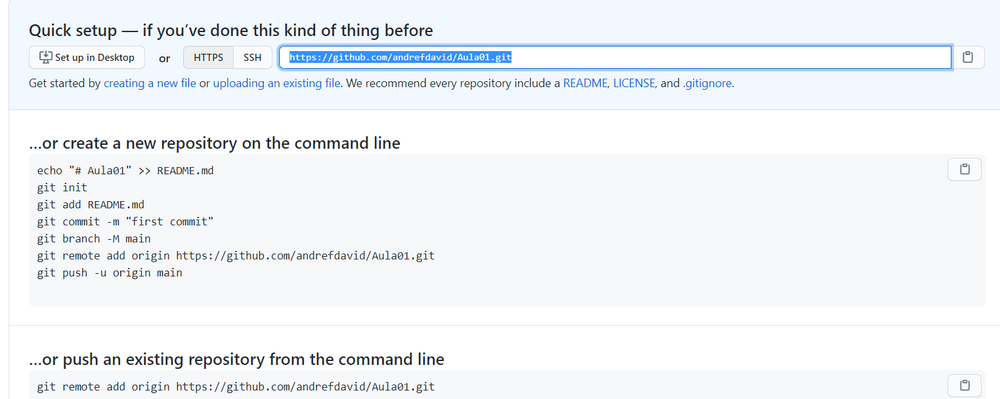 Quick setup — if you’ve done this kind of thing before
Set up in Desktop or HTTPS SSH https://github.com/andrefdavid/Aula01.git
Get started by creating a new file or uploading an existing file. We recommend every repository include a README, LICENSE, and .gitignore.
…or create a new repository on the command line
echo "# Aula01" >> README.md
git init
git add README.md
git commit -m "first commit"
git branch -M main
git remote add origin https://github.com/andrefdavid/Aula01.git
git push -u origin main
…or push an existing repository from the command line
git remote add origin https://github.com/andrefdavid/Aula01.git